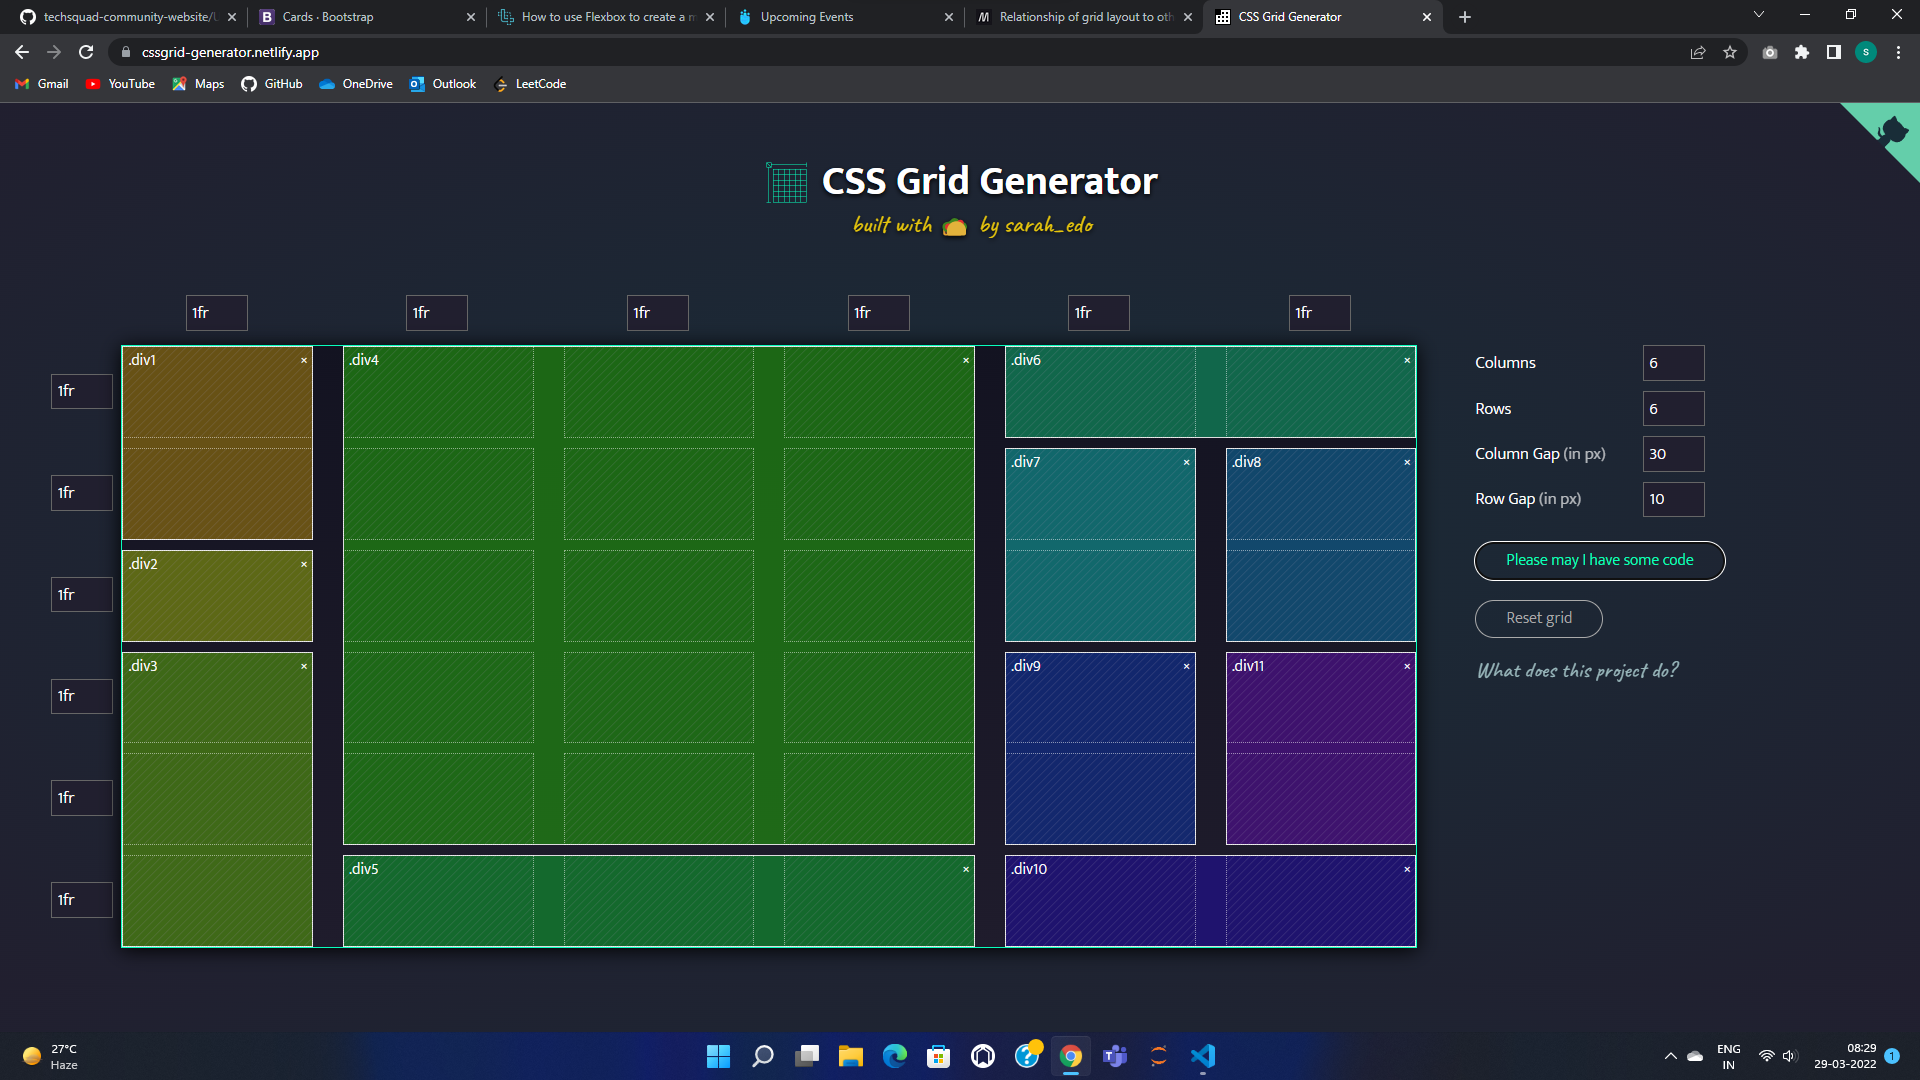 techsquad-community-website/U
Cards · Bootstrap
How to use Flexbox to create a m
Upcoming Events
Relationship of grid layout to oth
CSS Grid Generator
cssgrid-generator.netlify.app
S
Gmail
YouTube
Maps
GitHub
OneDrive
Outlook
LeetCode
CSS Grid Generator
built with 🌮 by sarah_edo
1fr 1fr 1fr 1fr 1fr 1fr
1fr
1fr
1fr
1fr
1fr
1fr
.div1 ×
.div4 ×
.div6 ×
.div7 ×
.div8 ×
.div2 ×
.div3 ×
.div9 ×
.div11 ×
.div5 ×
.div10 ×
Columns 6
Rows 6
Column Gap (in px) 30
Row Gap (in px) 10
Please may I have some code
Reset grid
What does this project do?
27°C
Haze
ENG
IN
08:29
29-03-2022
1